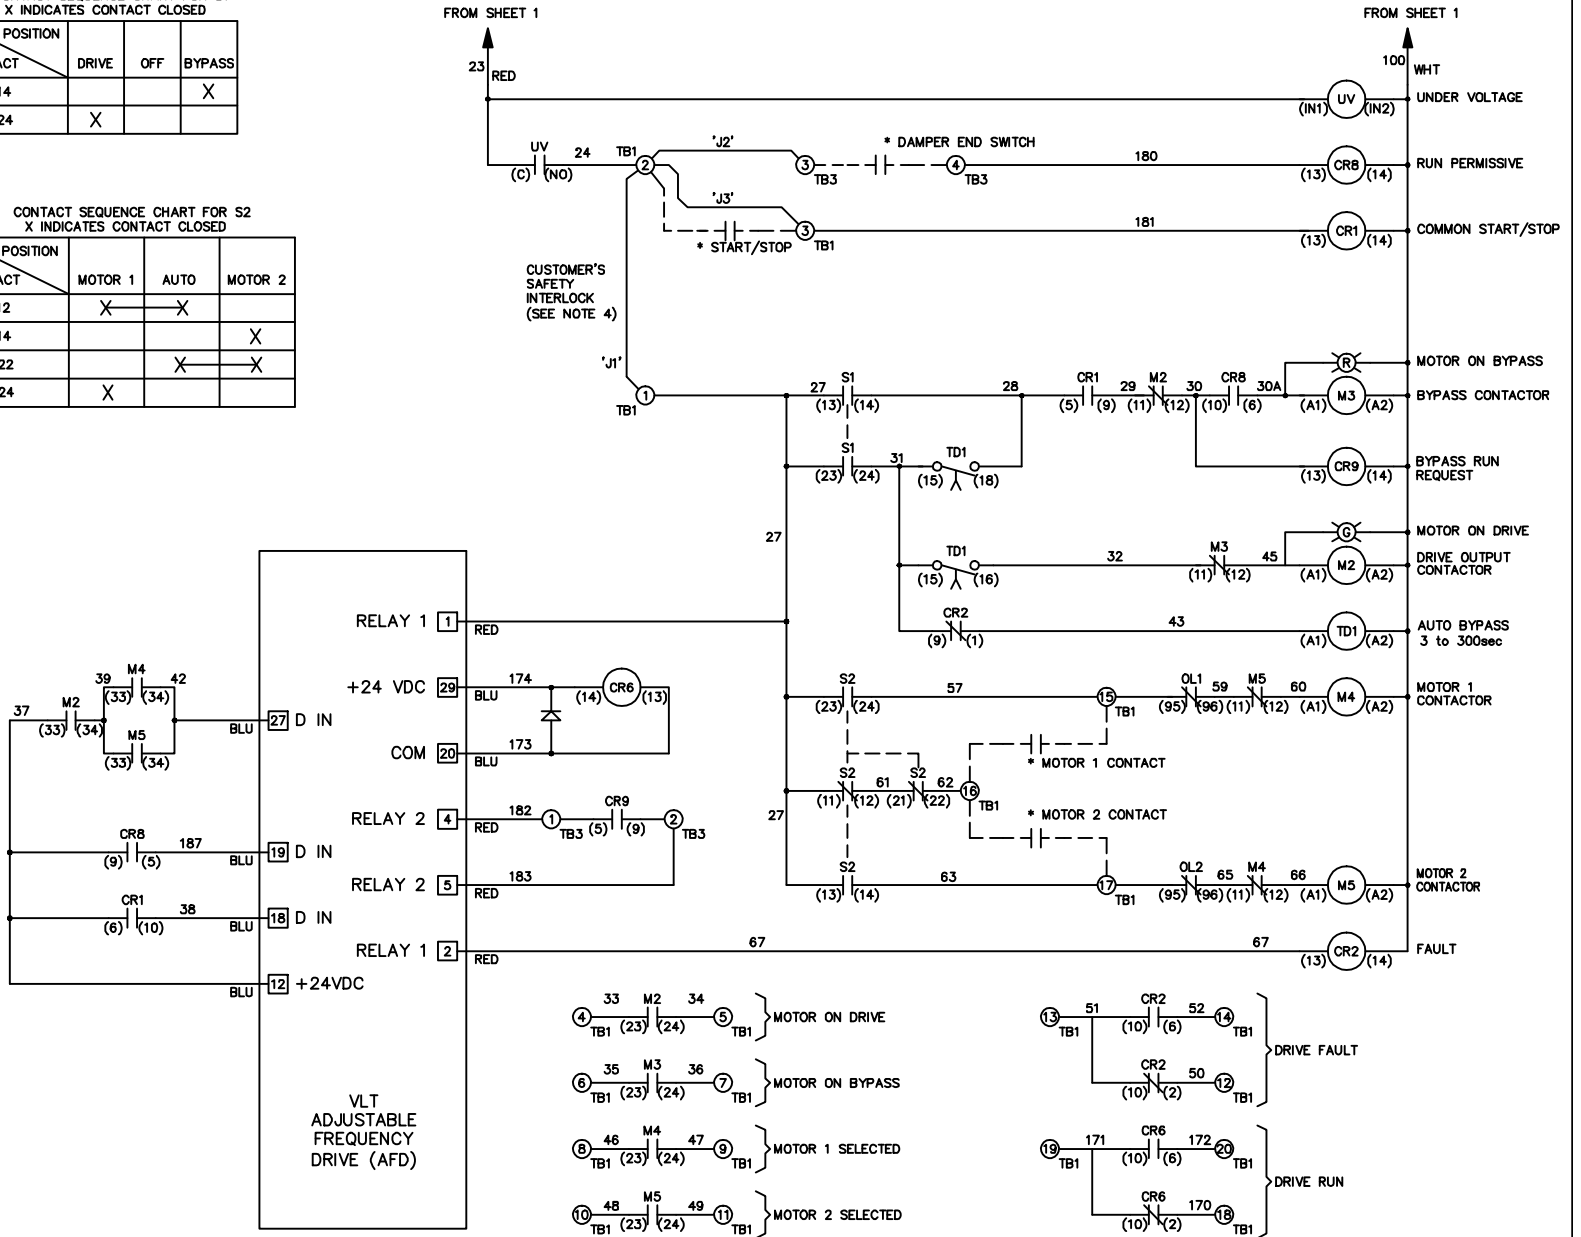 X INDICATES CONTACT CLOSED
POSITION
DRIVE OFF BYPASS
X
X
CONTACT SEQUENCE CHART FOR S2
X INDICATES CONTACT CLOSED
POSITION
MOTOR 1 AUTO MOTOR 2
X X
X
X X
X
FROM SHEET 1
FROM SHEET 1
23 RED
100 WHT
(IN1) UV (IN2) UNDER VOLTAGE
UV
(C) (NO)
24
TB1 2
'J2'
3 TB3
* DAMPER END SWITCH
4 TB3
180
(13) CR8 (14) RUN PERMISSIVE
'J3'
* START/STOP
3 TB1
181
(13) CR1 (14) COMMON START/STOP
CUSTOMER'S
SAFETY
INTERLOCK
(SEE NOTE 4)
'J1'
TB1 1
R MOTOR ON BYPASS
27 S1 (13) (14) 28
CR1 (5) (9) 29 M2 (11) (12) 30 CR8 (10) (6) 30A
(A1) M3 (A2) BYPASS CONTACTOR
S1 (23) (24) 31 TD1 (15) (18)
(13) CR9 (14) BYPASS RUN
REQUEST
27
G MOTOR ON DRIVE
TD1 (15) (16) 32 M3 (11) (12) 45
(A1) M2 (A2) DRIVE OUTPUT
CONTACTOR
CR2 (9) (1) 43
(A1) TD1 (A2) AUTO BYPASS
3 to 300sec
S2 (23) (24) 57 15 TB1
OL1 (95) (96) 59 M5 (11) (12) 60
(A1) M4 (A2) MOTOR 1
CONTACTOR
* MOTOR 1 CONTACT
S2 (11) (12) 61 S2 (21) (22) 62 16 TB1
* MOTOR 2 CONTACT
27
S2 (13) (14) 63 17 TB1
OL2 (95) (96) 65 M4 (11) (12) 66
(A1) M5 (A2) MOTOR 2
CONTACTOR
67 67
(13) CR2 (14) FAULT
RELAY 1 1 RED
+24 VDC 29 BLU 174 (14) CR6 (13)
COM 20 BLU 173
RELAY 2 4 RED 182 1 TB3 CR9 (5) (9) 2 TB3
RELAY 2 5 RED 183
RELAY 1 2 RED
37 M2 (33) (34) 39 M4 (33) (34) 42
M5 (33) (34)
BLU 27 D IN
CR8 (9) (5) 187 BLU 19 D IN
CR1 (6) (10) 38 BLU 18 D IN
BLU 12 +24VDC
VLT
ADJUSTABLE
FREQUENCY
DRIVE (AFD)
4 TB1 33 M2 (23) (24) 34 5 TB1 MOTOR ON DRIVE
6 TB1 35 M3 (23) (24) 36 7 TB1 MOTOR ON BYPASS
8 TB1 46 M4 (23) (24) 47 9 TB1 MOTOR 1 SELECTED
10 TB1 48 M5 (23) (24) 49 11 TB1 MOTOR 2 SELECTED
13 TB1 51 CR2 (10) (6) 52 14 TB1
CR2 (10) (2) 50 12 TB1
DRIVE FAULT
19 TB1 171 CR6 (10) (6) 172 20 TB1
CR6 (10) (2) 170 18 TB1
DRIVE RUN